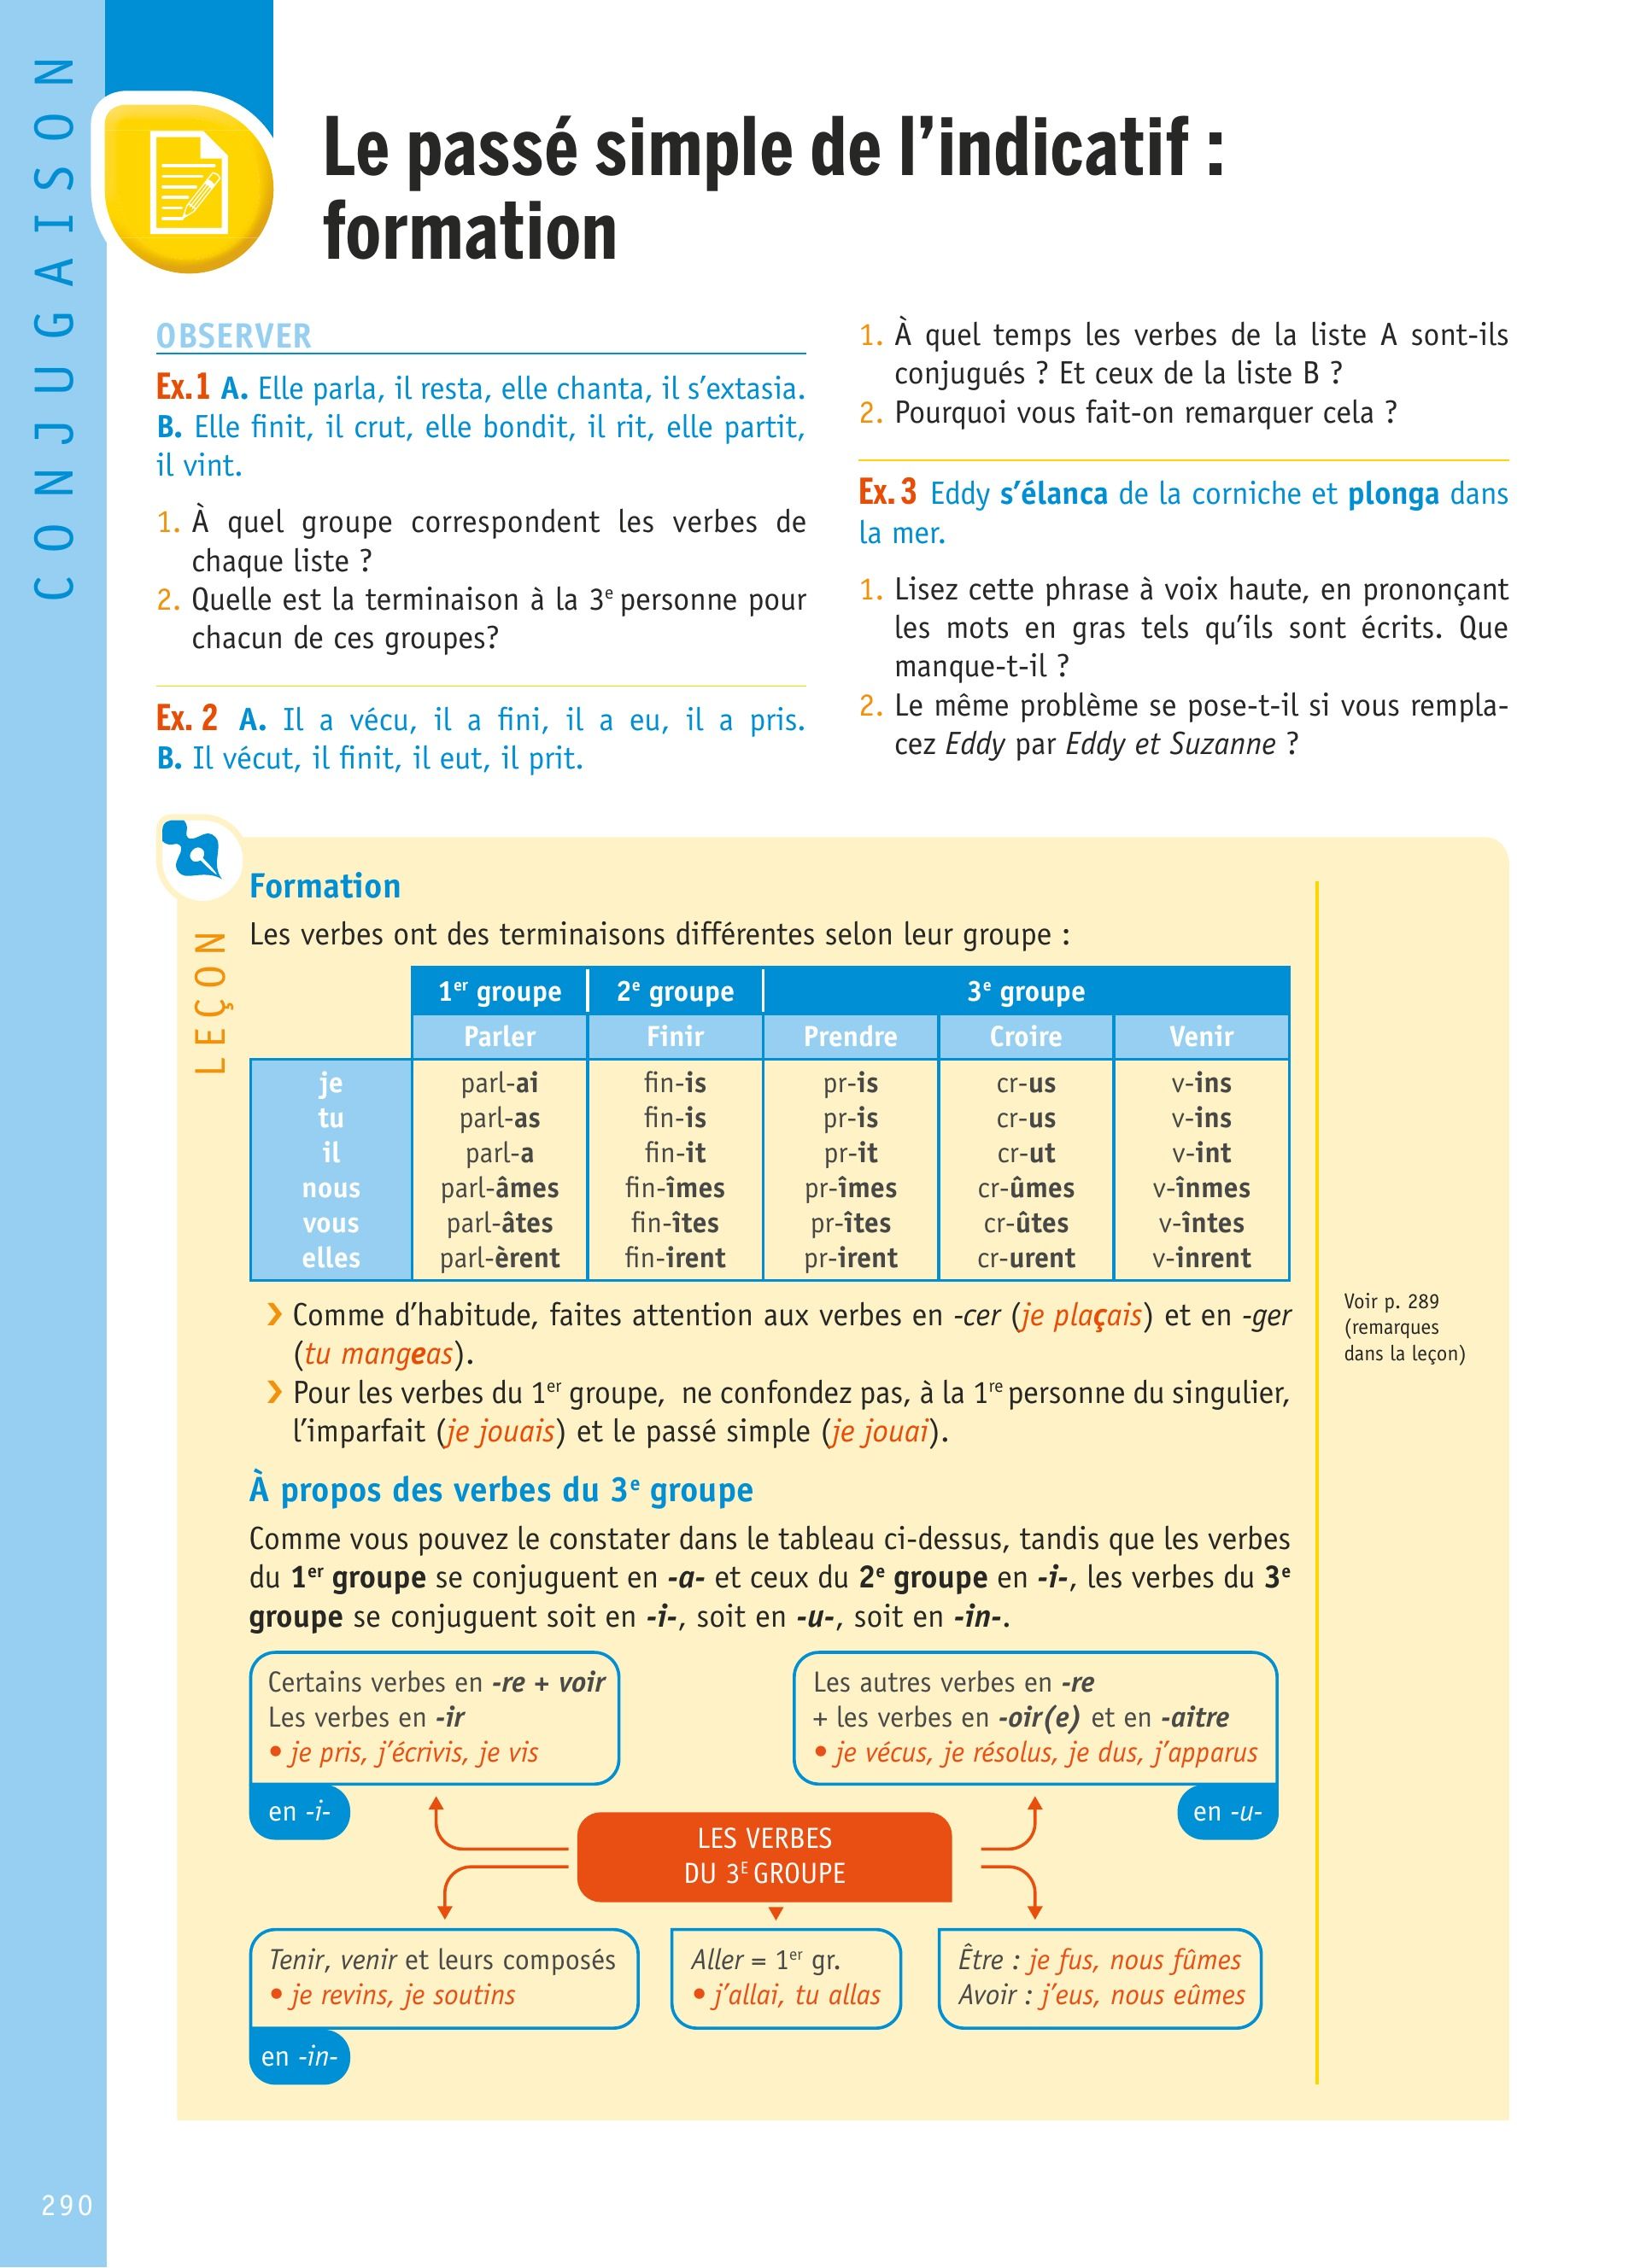 CONJUGAISON
Le passé simple de l’indicatif :
formation
OBSERVER
Ex.1 A. Elle parla, il resta, elle chanta, il s’extasia.
B. Elle finit, il crut, elle bondit, il rit, elle partit,
il vint.
1. À quel groupe correspondent les verbes de
chaque liste ?
2. Quelle est la terminaison à la 3e personne pour
chacun de ces groupes?
Ex. 2 A. Il a vécu, il a fini, il a eu, il a pris.
B. Il vécut, il finit, il eut, il prit.
1. À quel temps les verbes de la liste A sont-ils
conjugués ? Et ceux de la liste B ?
2. Pourquoi vous fait-on remarquer cela ?
Ex. 3 Eddy s’élanca de la corniche et plonga dans
la mer.
1. Lisez cette phrase à voix haute, en prononçant
les mots en gras tels qu’ils sont écrits. Que
manque-t-il ?
2. Le même problème se pose-t-il si vous rempla-
cez Eddy par Eddy et Suzanne ?
LEÇON
Formation
Les verbes ont des terminaisons différentes selon leur groupe :
1er groupe 2e groupe 3e groupe
Parler Finir Prendre Croire Venir
je parl-ai fin-is pr-is cr-us v-ins
tu parl-as fin-is pr-is cr-us v-ins
il parl-a fin-it pr-it cr-ut v-int
nous parl-âmes fin-îmes pr-îmes cr-ûmes v-înmes
vous parl-âtes fin-îtes pr-îtes cr-ûtes v-întes
elles parl-èrent fin-irent pr-irent cr-urent v-inrent
› Comme d’habitude, faites attention aux verbes en -cer (je plaçais) et en -ger
(tu mangeas).
› Pour les verbes du 1er groupe, ne confondez pas, à la 1re personne du singulier,
l’imparfait (je jouais) et le passé simple (je jouai).
Voir p. 289
(remarques
dans la leçon)
À propos des verbes du 3e groupe
Comme vous pouvez le constater dans le tableau ci-dessus, tandis que les verbes
du 1er groupe se conjuguent en -a- et ceux du 2e groupe en -i-, les verbes du 3e
groupe se conjuguent soit en -i-, soit en -u-, soit en -in-.
Certains verbes en -re + voir
Les verbes en -ir
• je pris, j’écrivis, je vis
en -i-
Les autres verbes en -re
+ les verbes en -oir(e) et en -aitre
• je vécus, je résolus, je dus, j’apparus
en -u-
LES VERBES
DU 3E GROUPE
Tenir, venir et leurs composés
• je revins, je soutins
en -in-
Aller = 1er gr.
• j’allai, tu allas
Être : je fus, nous fûmes
Avoir : j’eus, nous eûmes
290